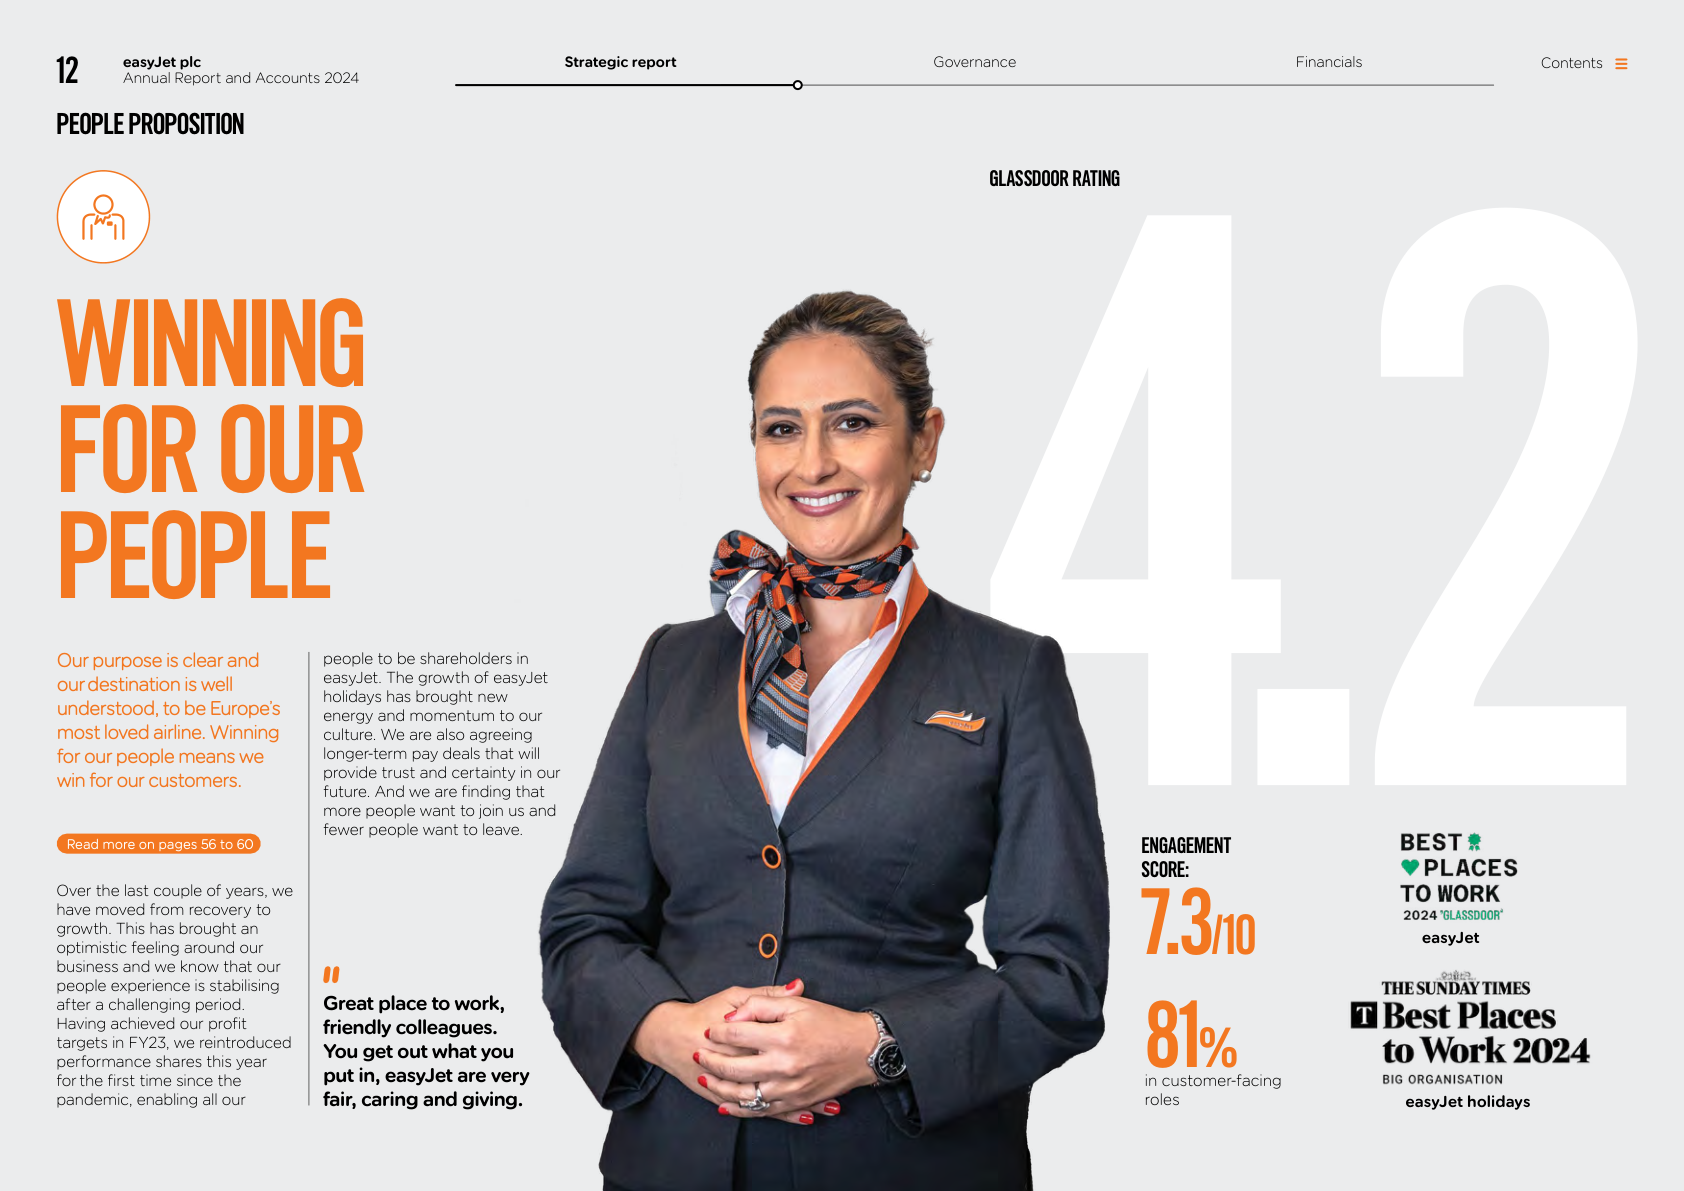 12
easyJet plc
Annual Report and Accounts 2024
Strategic report
Governance
Financials
Contents
PEOPLE PROPOSITION
WINNING
FOR OUR
PEOPLE
Our purpose is clear and
our destination is well
understood, to be Europe's
most loved airline. Winning
for our people means we
win for our customers.
Read more on pages 56 to 60
Over the last couple of years, we
have moved from recovery to
growth. This has brought an
optimistic feeling around our
business and we know that our
people experience is stabilising
after a challenging period.
Having achieved our profit
targets in FY23, we reintroduced
performance shares this year
for the first time since the
pandemic, enabling all our
people to be shareholders in
easyJet. The growth of easyJet
holidays has brought new
energy and momentum to our
culture. We are also agreeing
longer-term pay deals that will
provide trust and certainty in our
future. And we are finding that
more people want to join us and
fewer people want to leave.
"
Great place to work,
friendly colleagues.
You get out what you
put in, easyJet are very
fair, caring and giving.
GLASSDOOR RATING
4.2
ENGAGEMENT
SCORE:
7.3/10
81%
in customer-facing
roles
BEST
PLACES
TO WORK
2024 "GLASSDOOR"
easyJet
THE SUNDAY TIMES
T Best Places
to Work 2024
BIG ORGANISATION
easyJet holidays